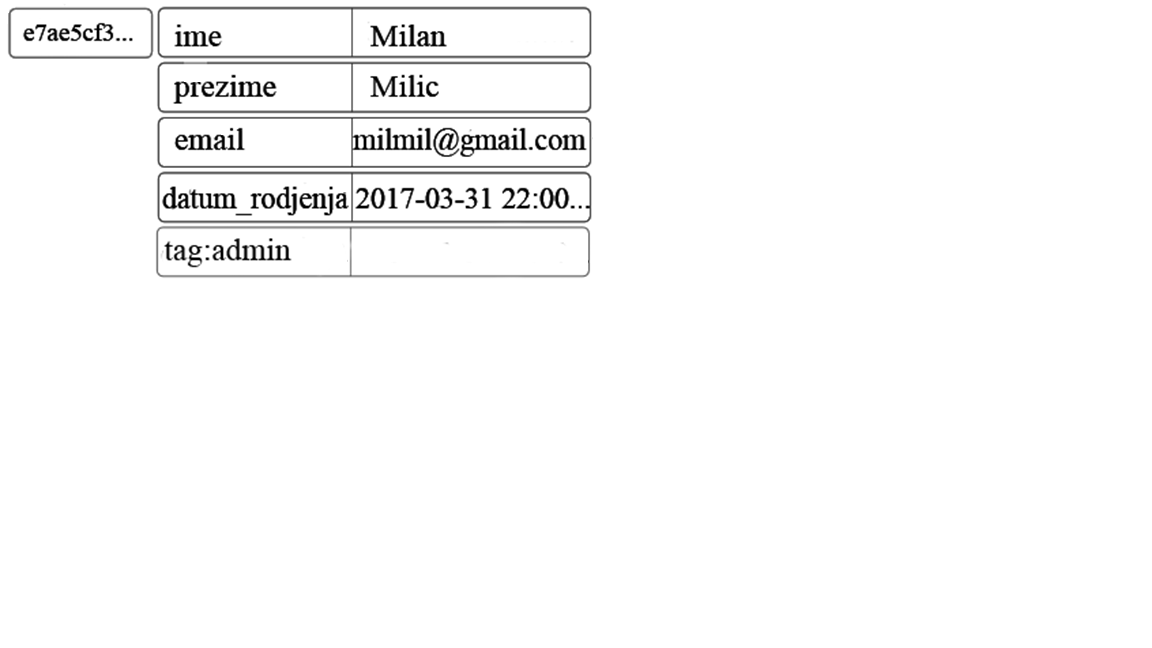 e7ae5cf3... ime Milan
prezime Milic
email milmil@gmail.com
datum_rodjenja 2017-03-31 22:00...
tag:admin